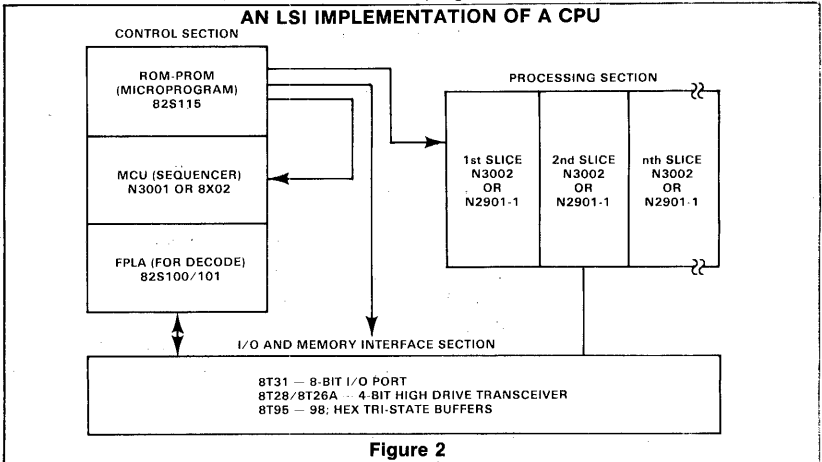 AN LSI IMPLEMENTATION OF A CPU
CONTROL SECTION
ROM-PROM
(MICROPROGRAM)
82S115
MCU (SEQUENCER)
N3001 OR 8X02
FPLA (FOR DECODE)
82S100/101
PROCESSING SECTION
1st SLICE
N3002
OR
N2901-1
2nd SLICE
N3002
OR
N2901-1
nth SLICE
N3002
OR
N2901-1
I/O AND MEMORY INTERFACE SECTION
8T31 — 8-BIT I/O PORT
8T28/8T26A — 4-BIT HIGH DRIVE TRANSCEIVER
8T95 — 98; HEX TRI-STATE BUFFERS
Figure 2